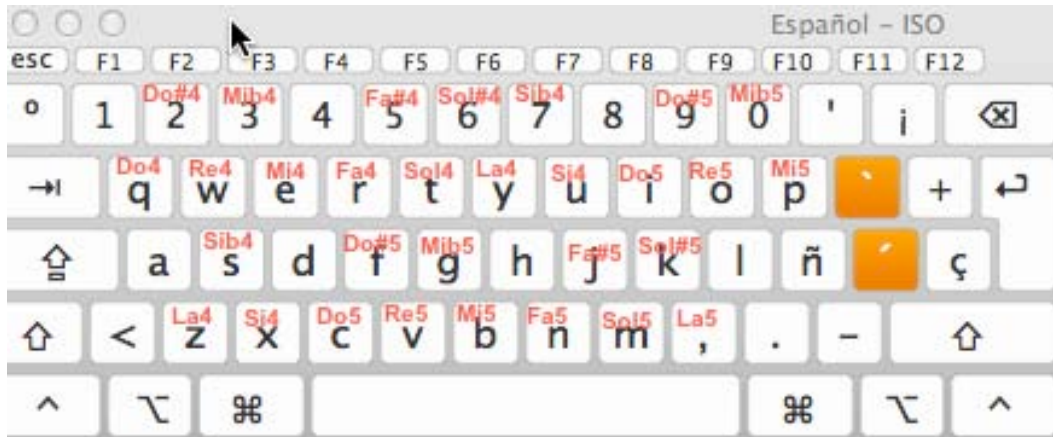 Español – ISO
esc F1 F2 F3 F4 F5 F6 F7 F8 F9 F10 F11 F12
Do#4 Mib4 Fa#4 Sol#4 Sib4 Do#5 Mib5
º 1 2 3 4 5 6 7 8 9 0 ' ¡
Do4 Re4 Mi4 Fa4 Sol4 La4 Si4 Do5 Re5 Mi5
q w e r t y u i o p ` +
Sib4 Do#5 Mib5 Fa#5 Sol#5
a s d f g h j k l ñ ´ ç
La4 Si4 Do5 Re5 Mi5 Fa5 Sol5 La5
< z x c v b n m , . -